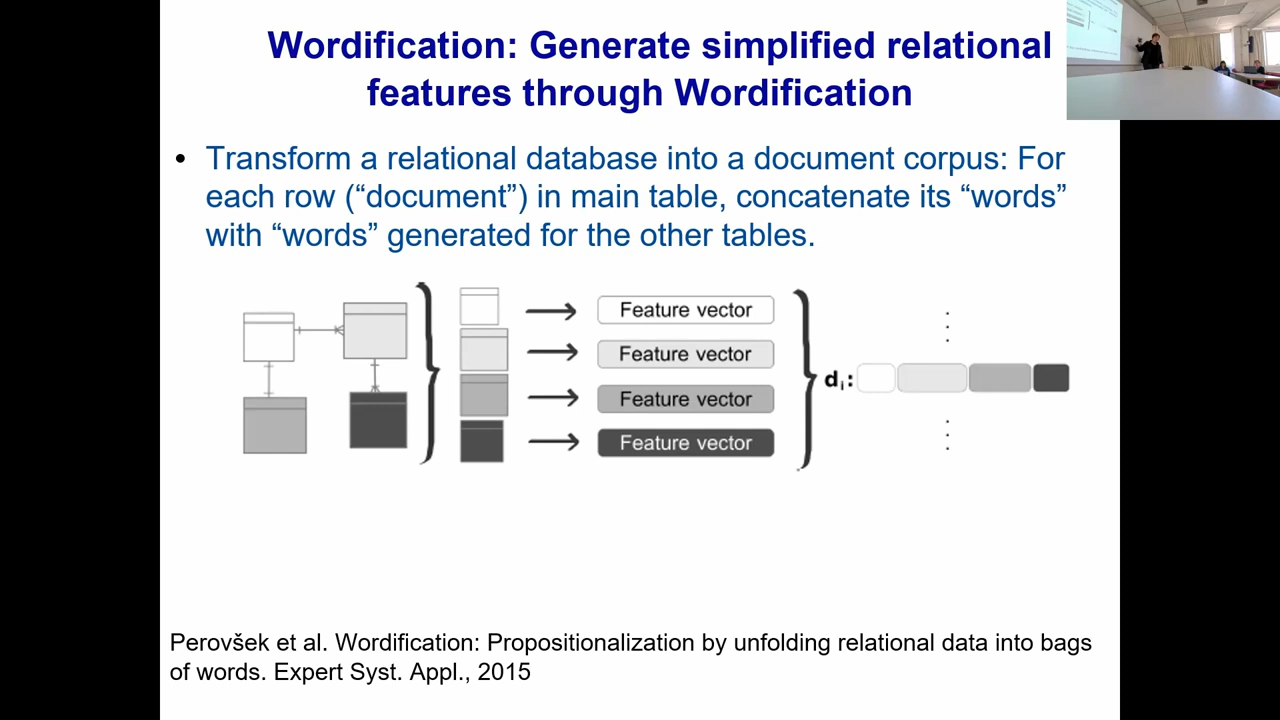 Wordification: Generate simplified relational
features through Wordification
• Transform a relational database into a document corpus: For
each row (“document”) in main table, concatenate its “words”
with “words” generated for the other tables.
Feature vector
Feature vector
Feature vector
Feature vector
di:
Perovšek et al. Wordification: Propositionalization by unfolding relational data into bags
of words. Expert Syst. Appl., 2015